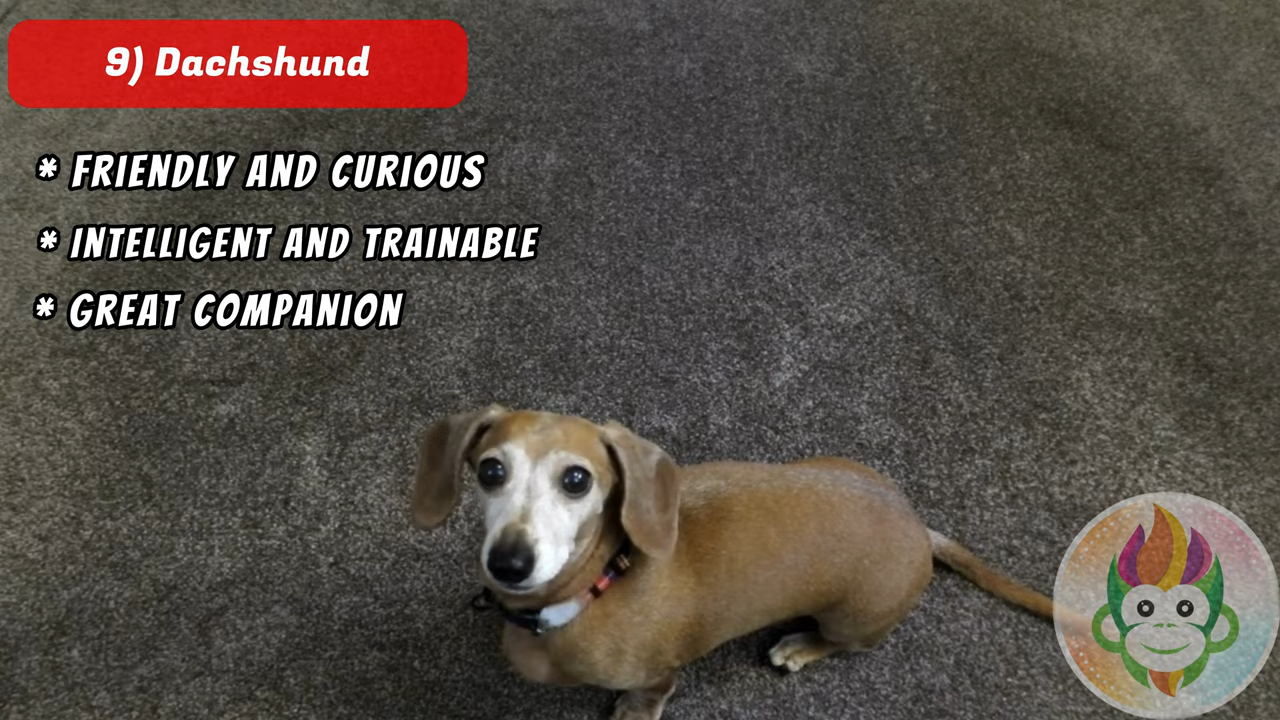 9) Dachshund
* FRIENDLY AND CURIOUS
* INTELLIGENT AND TRAINABLE
* GREAT COMPANION